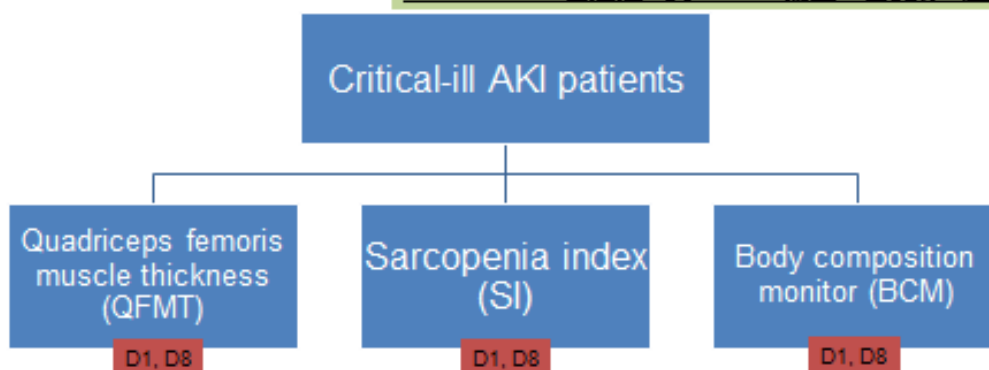 Critical-ill AKI patients
Quadriceps femoris
muscle thickness
(QFMT)
Sarcopenia index
(SI)
Body composition
monitor (BCM)
D1, D8
D1, D8
D1, D8